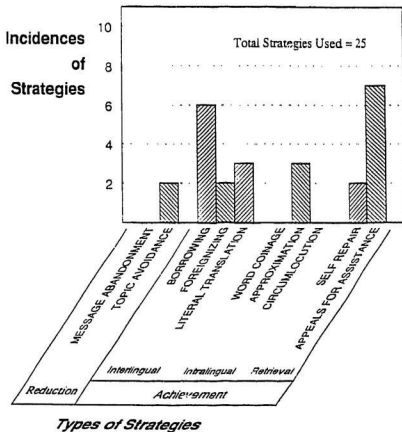 Incidences
of
Strategies
Total Strategies Used = 25
10
8
6
4
2
MESSAGE ABANDONMENT
TOPIC AVOIDANCE
BORROWING
FOREIGNIZING
LITERAL TRANSLATION
WORD COINAGE
APPROXIMATION
CIRCUMLOCUTION
SELF REPAIR
APPEALS FOR ASSISTANCE
Interlingual
Intralingual
Retrieval
Reduction
Achievement
Types of Strategies